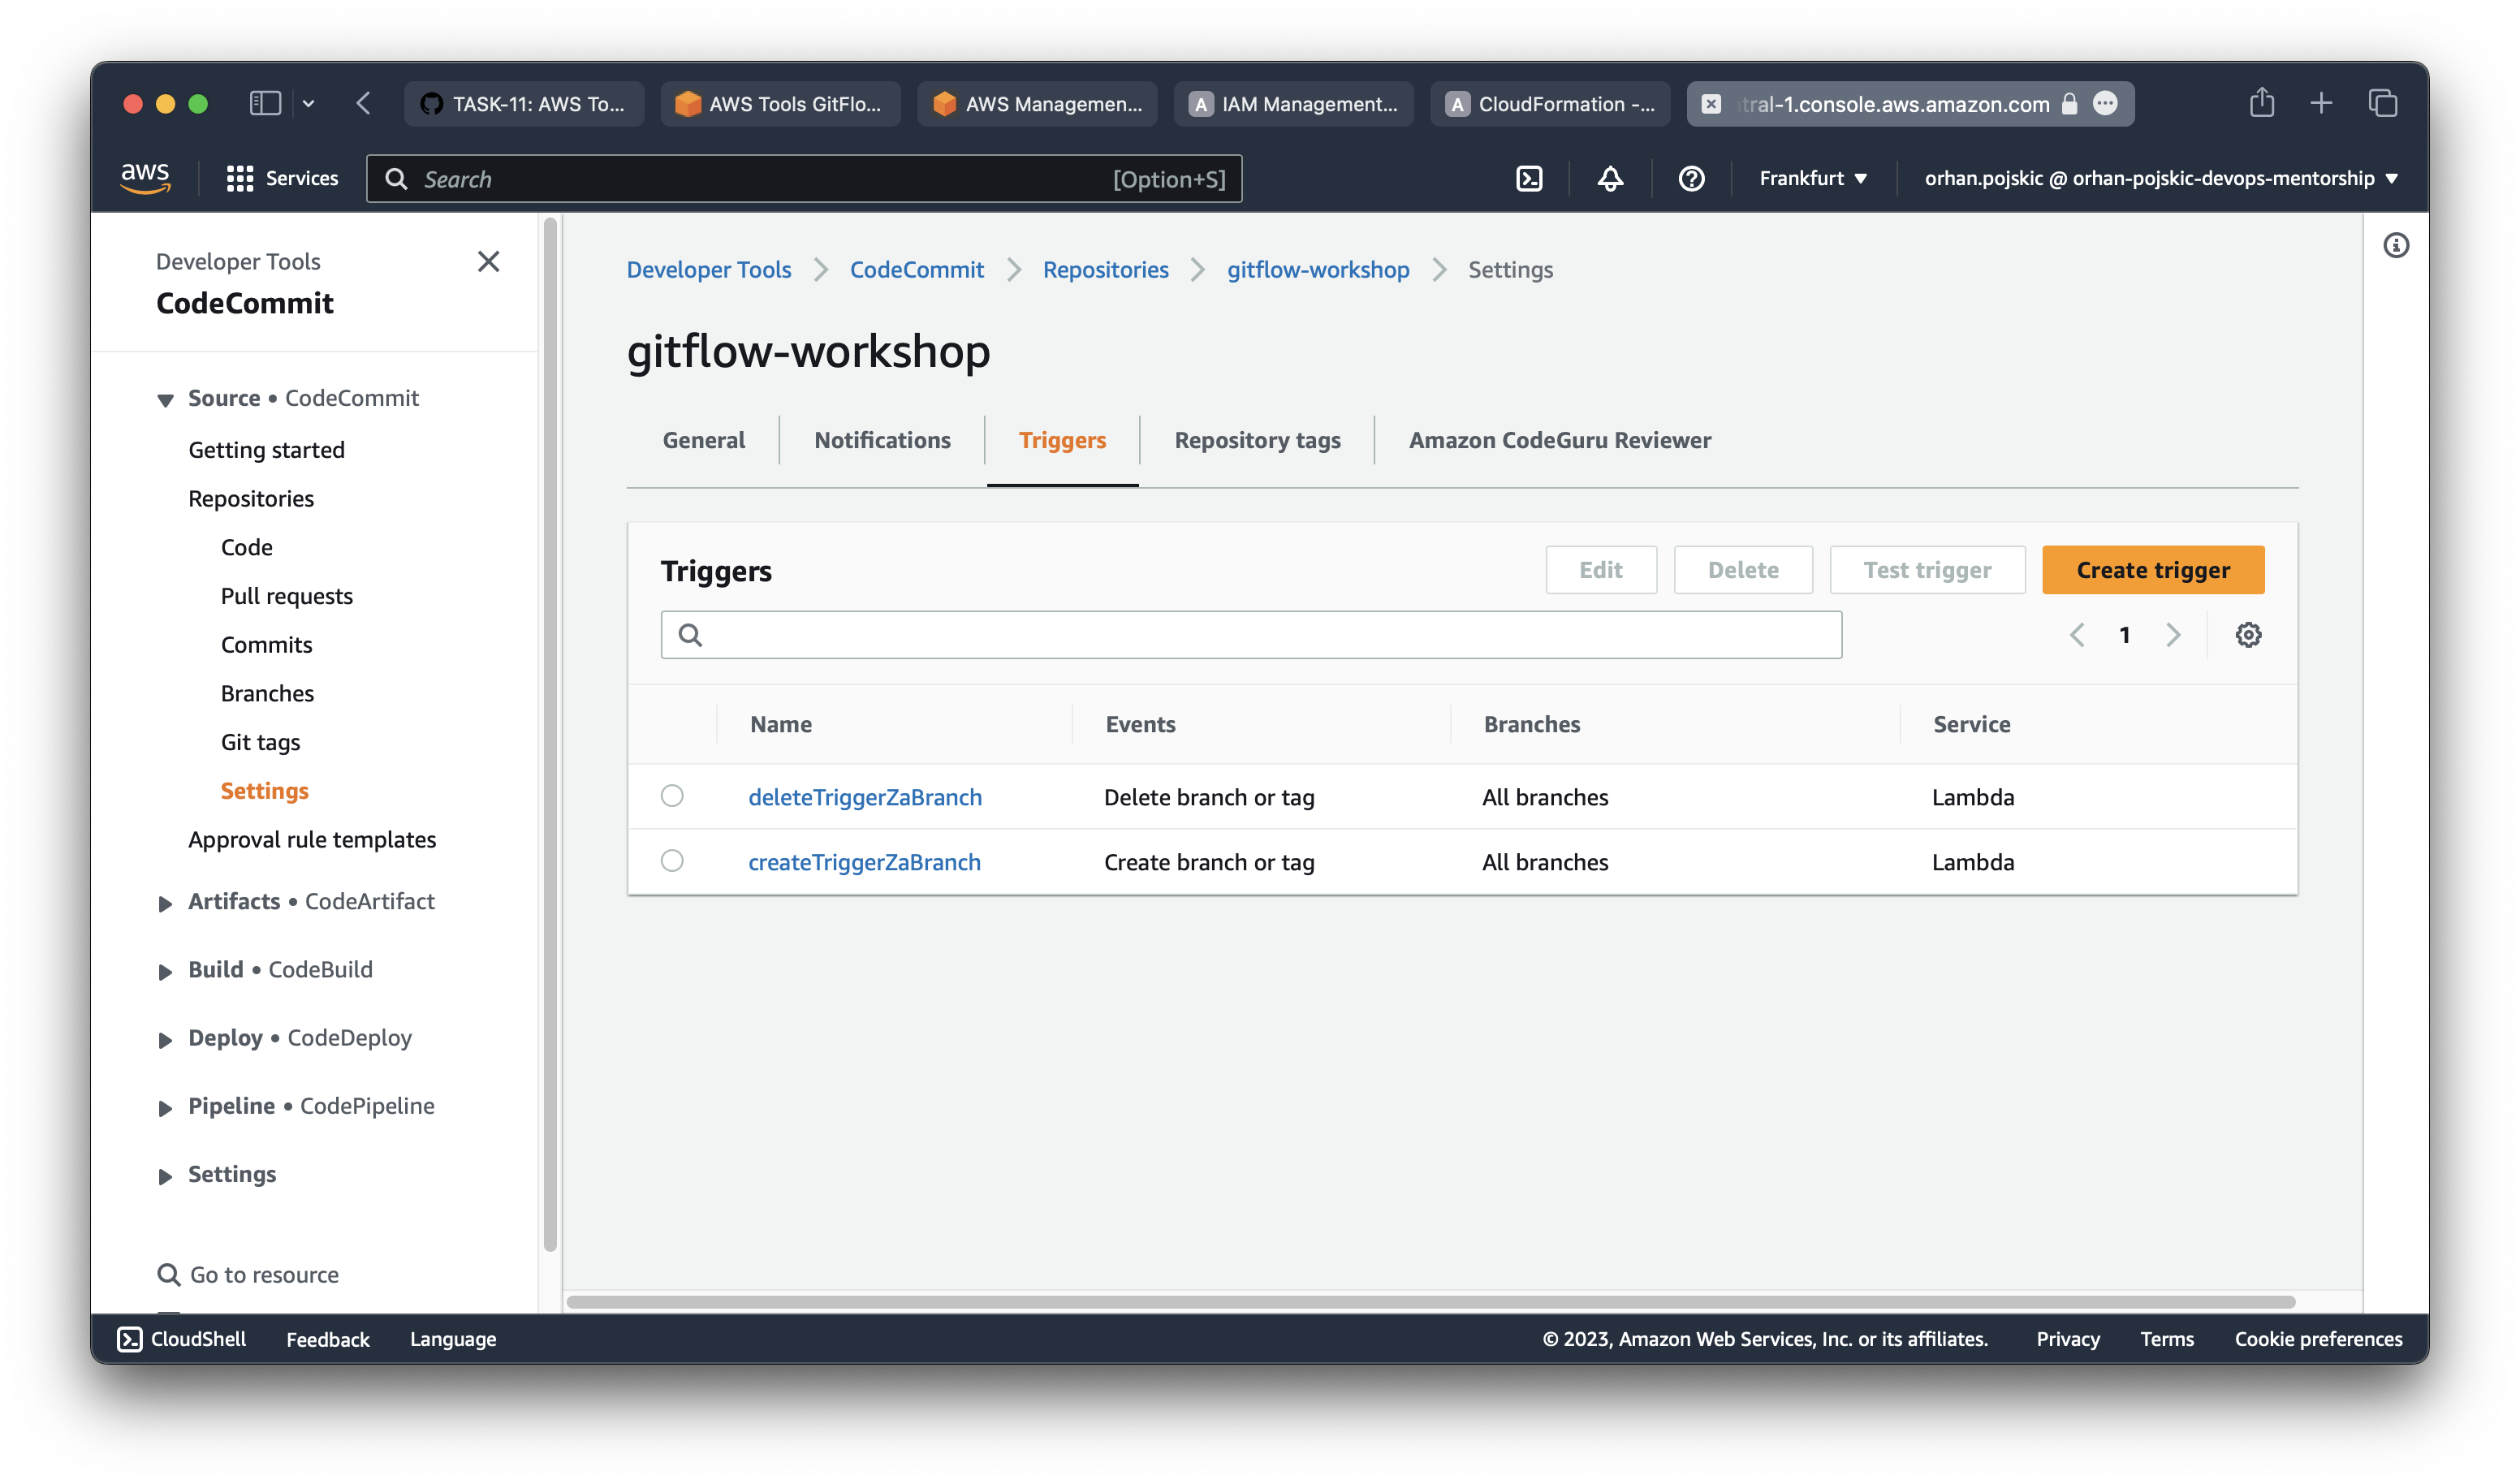 TASK-11: AWS To...
AWS Tools GitFlo...
AWS Managemen...
A IAM Management...
A CloudFormation -...
tral-1.console.aws.amazon.com
aws
Services
Search
[Option+S]
Frankfurt
orhan.pojskic @ orhan-pojskic-devops-mentorship
Developer Tools
CodeCommit
Source • CodeCommit
Getting started
Repositories
Code
Pull requests
Commits
Branches
Git tags
Settings
Approval rule templates
Artifacts • CodeArtifact
Build • CodeBuild
Deploy • CodeDeploy
Pipeline • CodePipeline
Settings
Go to resource
Developer Tools > CodeCommit > Repositories > gitflow-workshop > Settings
gitflow-workshop
General
Notifications
Triggers
Repository tags
Amazon CodeGuru Reviewer
Triggers
Edit
Delete
Test trigger
Create trigger
1
Name Events Branches Service
deleteTriggerZaBranch Delete branch or tag All branches Lambda
createTriggerZaBranch Create branch or tag All branches Lambda
CloudShell
Feedback
Language
© 2023, Amazon Web Services, Inc. or its affiliates.
Privacy
Terms
Cookie preferences